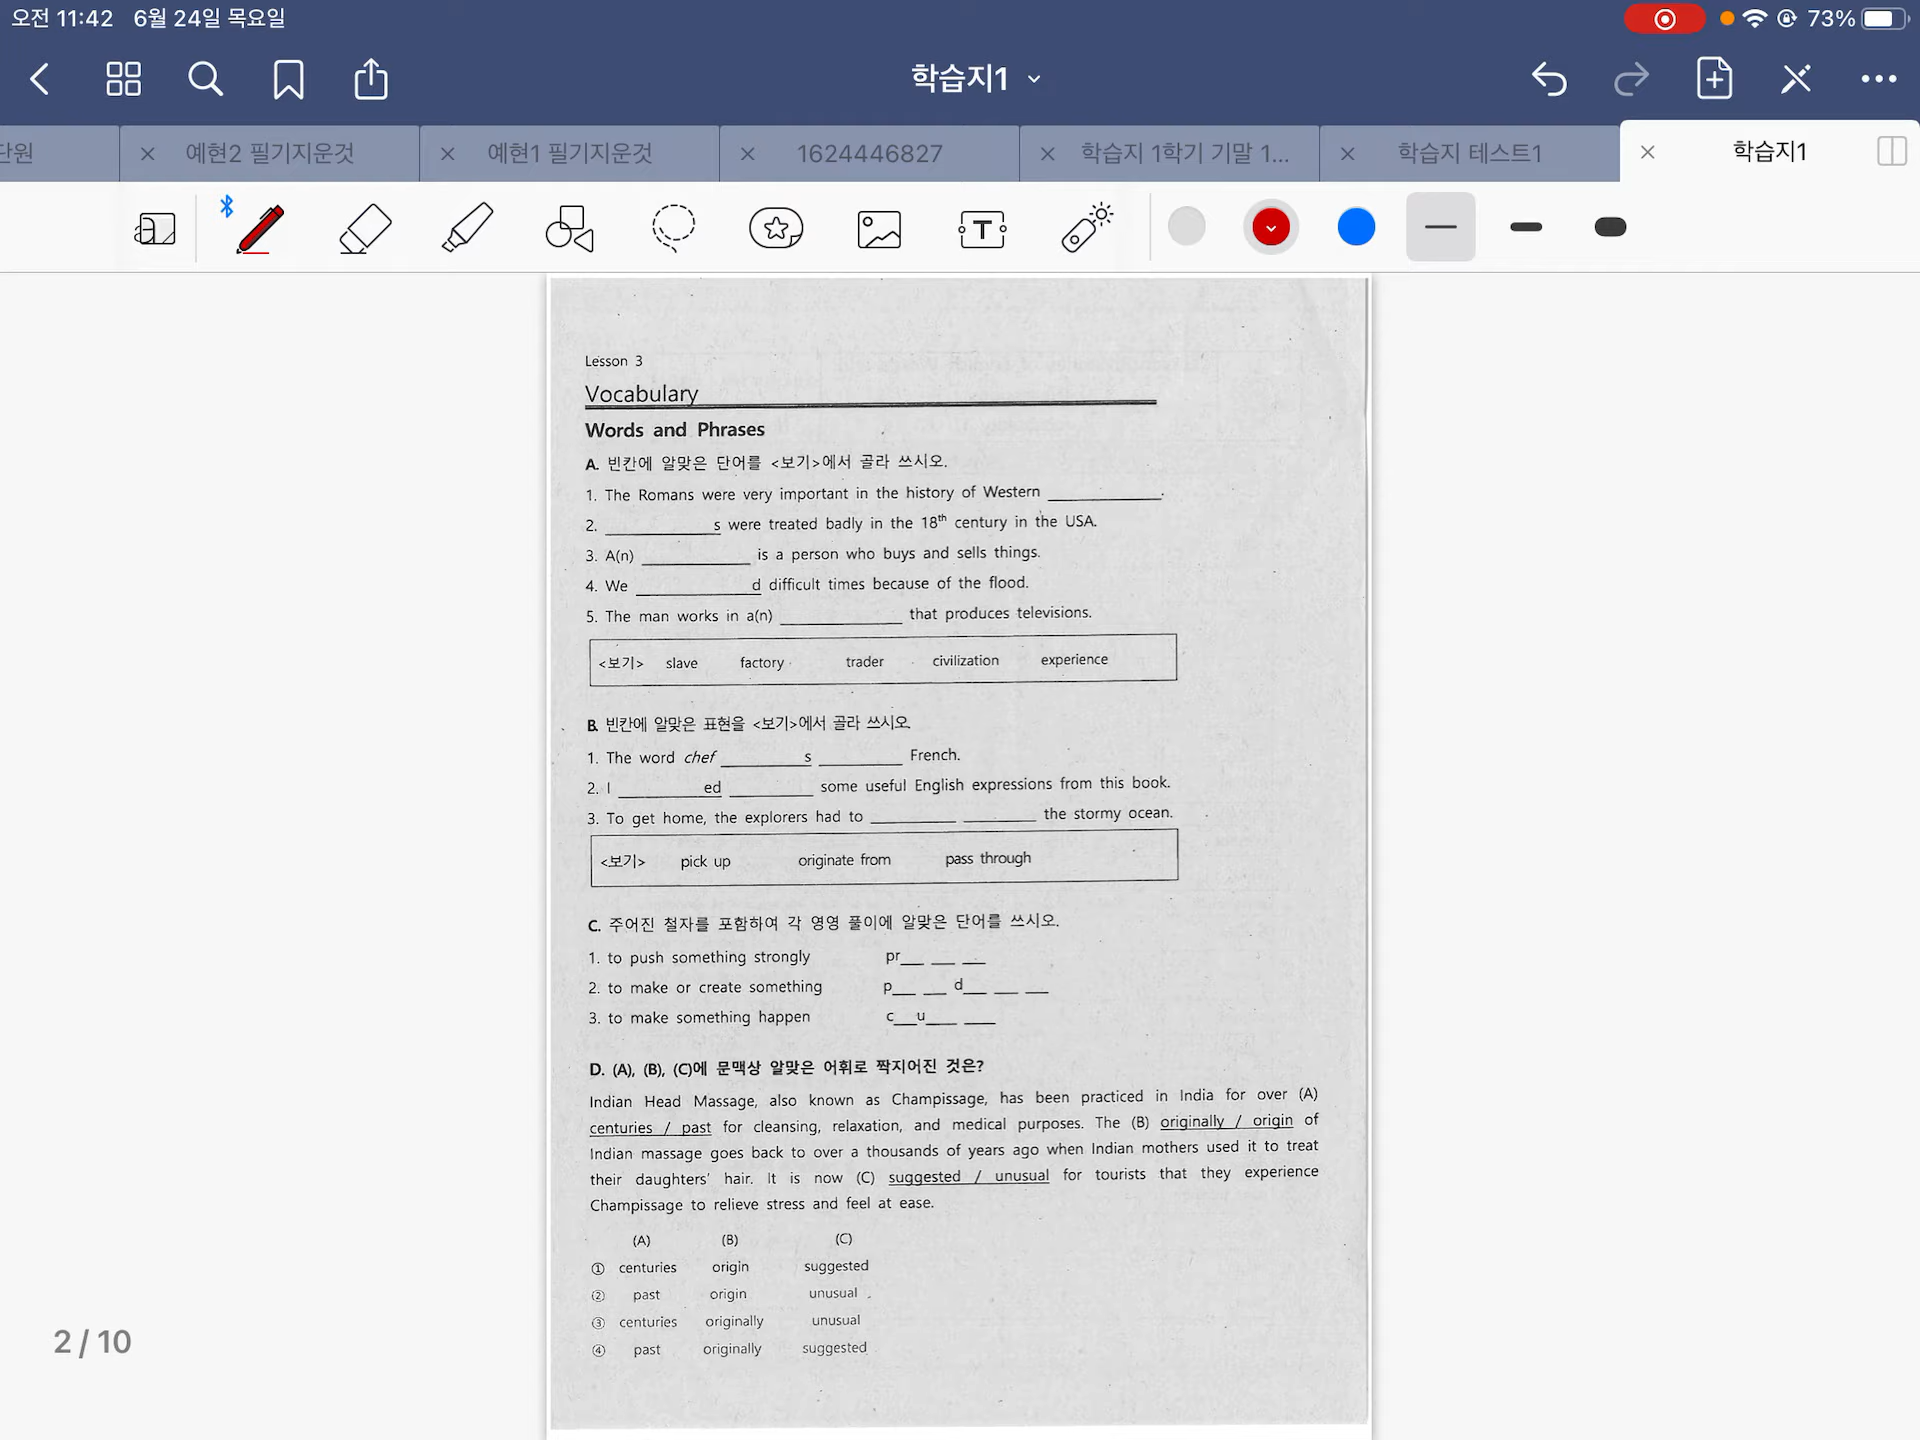 오전 11:42 6월 24일 목요일 73%
학습지1
단원 예현2 필기지운것 예현1 필기지운것 1624446827 학습지 1학기 기말 1... 학습지 테스트1 학습지1
Lesson 3
Vocabulary
Words and Phrases
A. 빈칸에 알맞은 단어를 <보기>에서 골라 쓰시오.
1. The Romans were very important in the history of Western ____________.
2. ____________s were treated badly in the 18th century in the USA.
3. A(n) ____________ is a person who buys and sells things.
4. We ____________d difficult times because of the flood.
5. The man works in a(n) ____________ that produces televisions.
<보기> slave factory trader civilization experience
B. 빈칸에 알맞은 표현을 <보기>에서 골라 쓰시오.
1. The word chef _________s _________ French.
2. I _________ed _________ some useful English expressions from this book.
3. To get home, the explorers had to _________ ________ the stormy ocean.
<보기> pick up originate from pass through
C. 주어진 철자를 포함하여 각 영영 풀이에 알맞은 단어를 쓰시오.
1. to push something strongly pr__ __ __
2. to make or create something p__ __ d__ __ __
3. to make something happen c__u__ __
D. (A), (B), (C)에 문맥상 알맞은 어휘로 짝지어진 것은?
Indian Head Massage, also known as Champissage, has been practiced in India for over (A)
centuries / past for cleansing, relaxation, and medical purposes. The (B) originally / origin of
Indian massage goes back to over a thousands of years ago when Indian mothers used it to treat
their daughters' hair. It is now (C) suggested / unusual for tourists that they experience
Champissage to relieve stress and feel at ease.
(A) (B) (C)
① centuries origin suggested
② past origin unusual
③ centuries originally unusual
④ past originally suggested
2 / 10